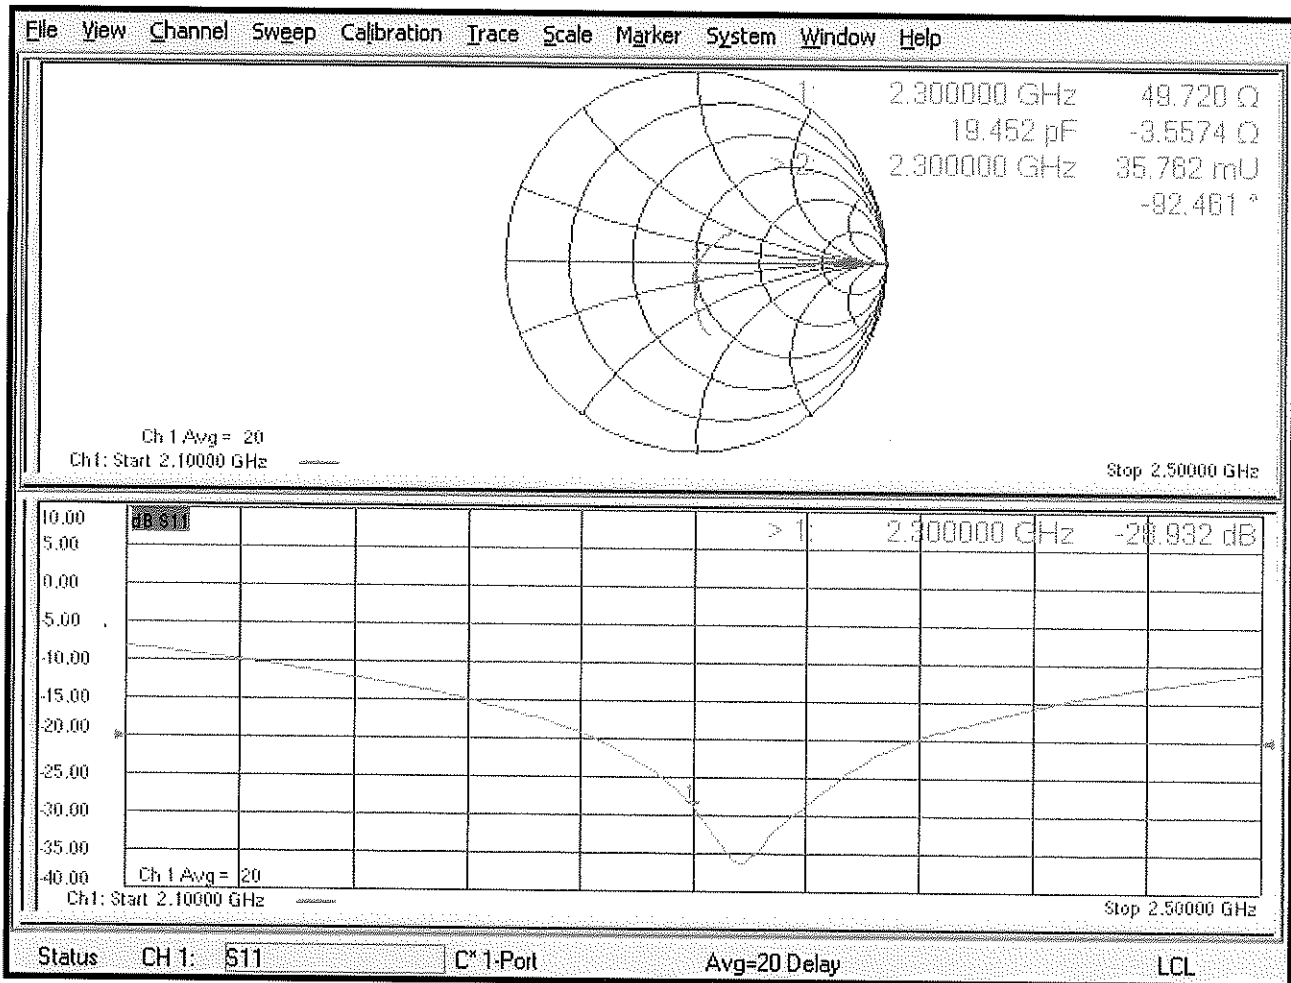 File View Channel Sweep Calibration Trace Scale Marker System Window Help
1: 2.300000 GHz 49.720 Ω
19.452 pF -3.5574 Ω
> 2: 2.300000 GHz 35.762 mU
-92.461 °
Ch 1 Avg = 20
Ch1: Start 2.10000 GHz
Stop 2.50000 GHz
10.00
dB S11
> 1: 2.300000 GHz -28.932 dB
5.00
0.00
-5.00
-10.00
-15.00
-20.00
-25.00
1
-30.00
-35.00
-40.00
Ch 1 Avg = 20
Ch1: Start 2.10000 GHz
Stop 2.50000 GHz
Status CH 1: S11 C* 1-Port Avg=20 Delay LCL